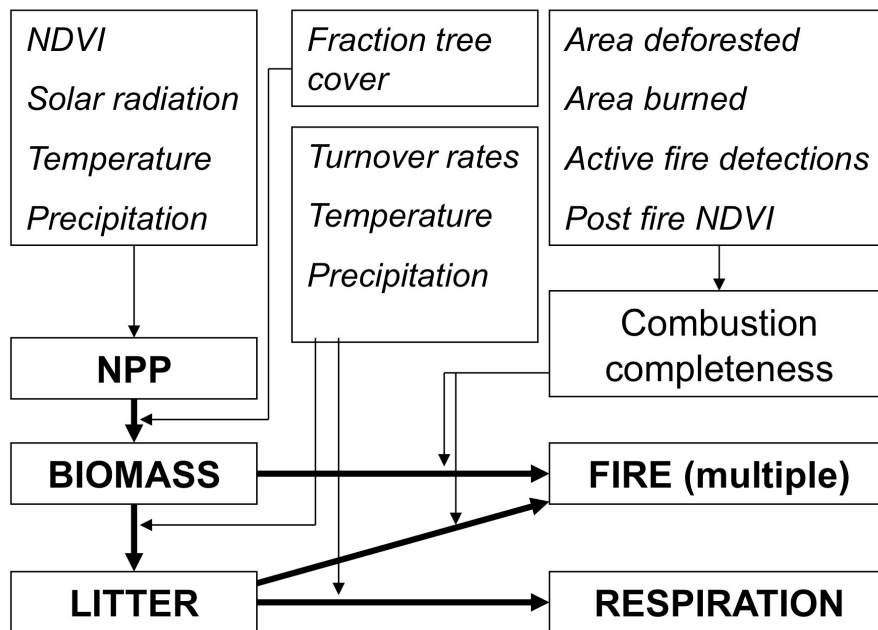 NDVI
Solar radiation
Temperature
Precipitation
Fraction tree
cover
Turnover rates
Temperature
Precipitation
Area deforested
Area burned
Active fire detections
Post fire NDVI
Combustion
completeness
NPP
BIOMASS
FIRE (multiple)
LITTER
RESPIRATION